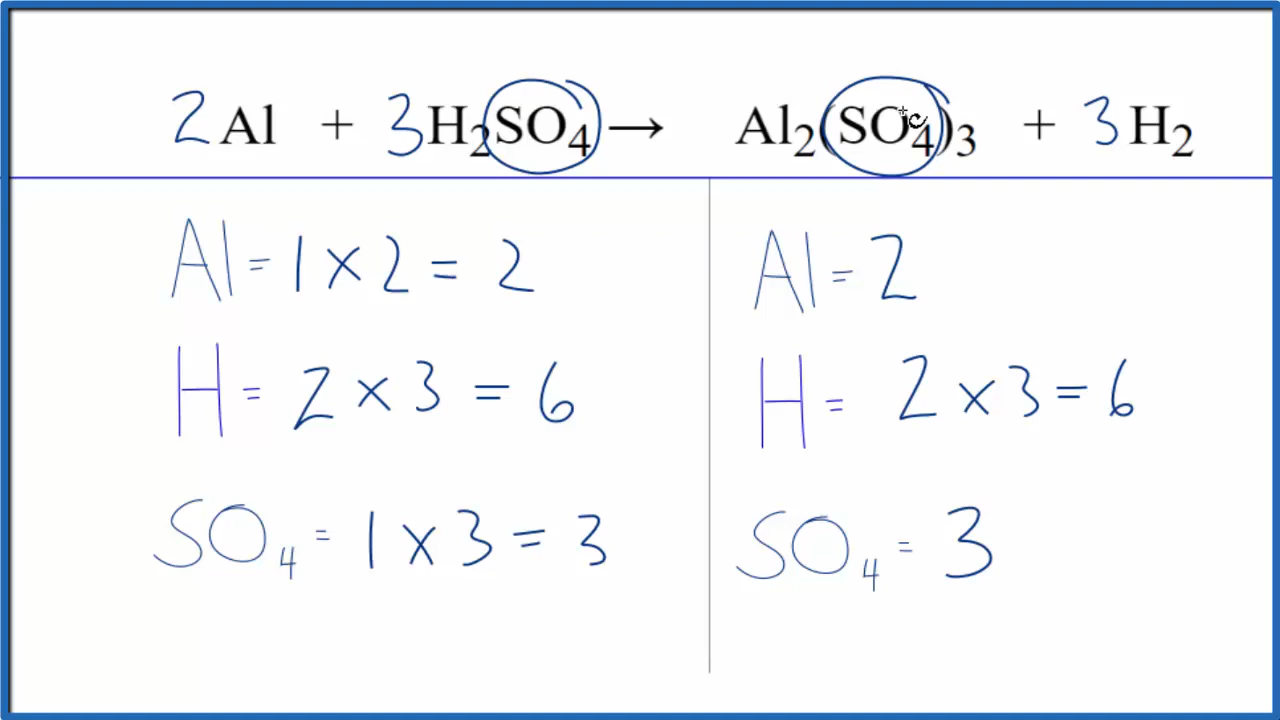 2Al + 3H₂SO₄ → Al₂(SO₄)₃ + 3H₂
Al = 1 x 2 = 2
H = 2 x 3 = 6
SO₄ = 1 x 3 = 3
Al = 2
H = 2 x 3 = 6
SO₄ = 3